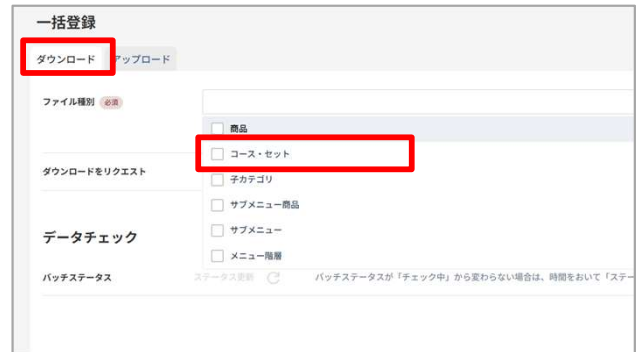 一括登録
ダウンロード アップロード
ファイル種別 必須
商品
コース・セット
ダウンロードをリクエスト
子カテゴリ
サブメニュー商品
データチェック
サブメニュー
メニュー階層
バッチステータス ステータス更新 バッチステータスが「チェック中」から変わらない場合は、時間をおいて「ステー